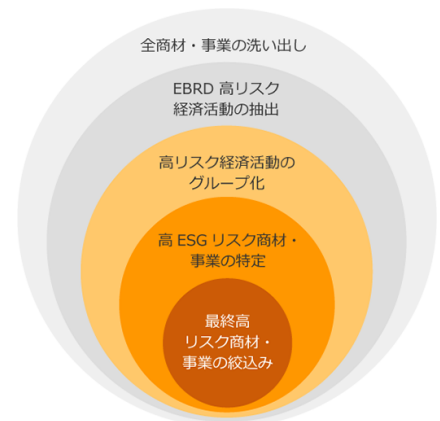 全商材・事業の洗い出し
EBRD 高リスク
経済活動の抽出
高リスク経済活動の
グループ化
高 ESG リスク商材・
事業の特定
最終高
リスク商材・
事業の絞込み